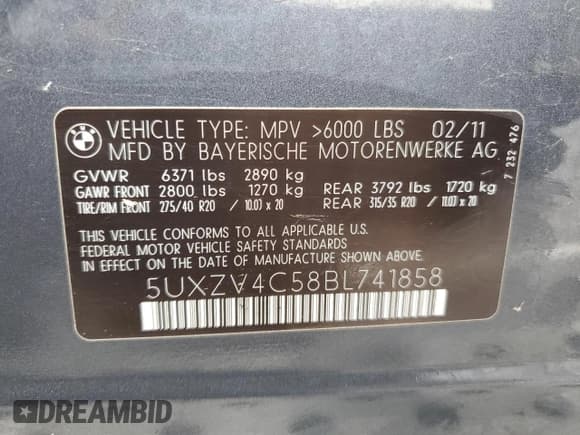 BMW
VEHICLE TYPE: MPV >6000 LBS 02/11
MFD BY BAYERISCHE MOTORENWERKE AG
GVWR 6371 lbs 2890 kg
GAWR FRONT 2800 lbs 1270 kg REAR 3792 lbs 1720 kg
TIRE/RIM FRONT 275/40 R20 / 10.0J x 20 REAR 315/35 R20 / 11.0J x 20
THIS VEHICLE CONFORMS TO ALL APPLICABLE U.S.
FEDERAL MOTOR VEHICLE SAFETY STANDARDS
IN EFFECT ON THE DATE OF MANUFACTURE SHOWN ABOVE.
5UXZV4C58BL741858
7 232 476
DREAMBID